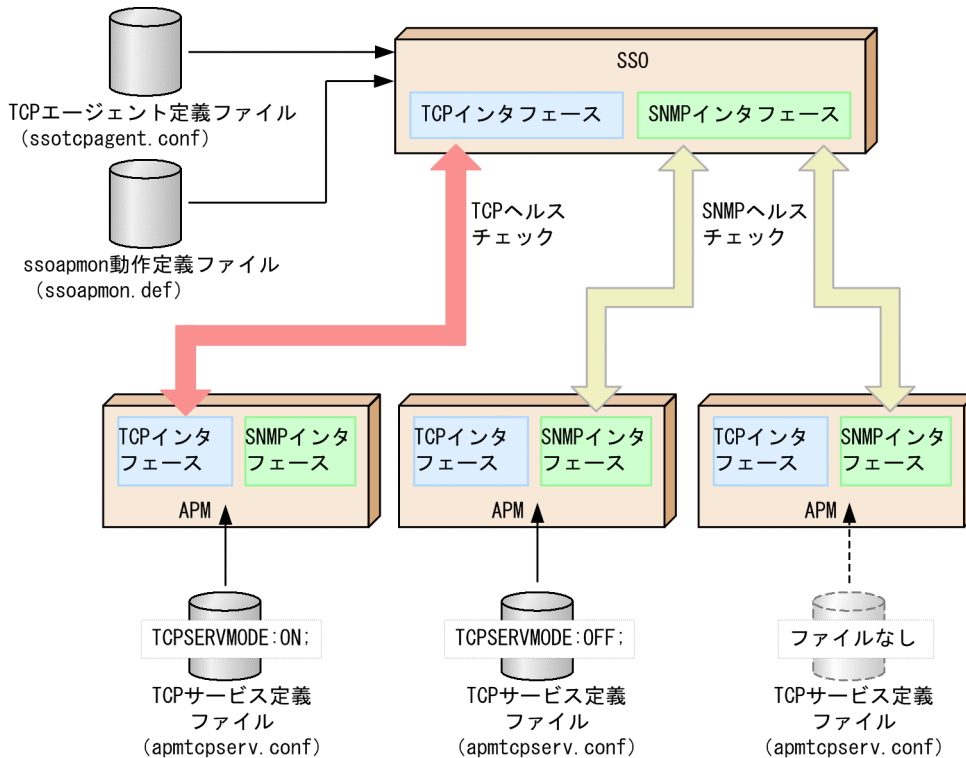 SSO
TCPインタフェース
SNMPインタフェース
TCPエージェント定義ファイル
(ssotcpagent.conf)
ssoapmon動作定義ファイル
(ssoapmon.def)
TCPヘルス
チェック
SNMPヘルス
チェック
TCPインタ
フェース
SNMPインタ
フェース
APM
TCPインタ
フェース
SNMPインタ
フェース
APM
TCPインタ
フェース
SNMPインタ
フェース
APM
TCPSERVMODE:ON;
TCPサービス定義
ファイル
(apmtcpserv.conf)
TCPSERVMODE:OFF;
TCPサービス定義
ファイル
(apmtcpserv.conf)
ファイルなし
TCPサービス定義
ファイル
(apmtcpserv.conf)